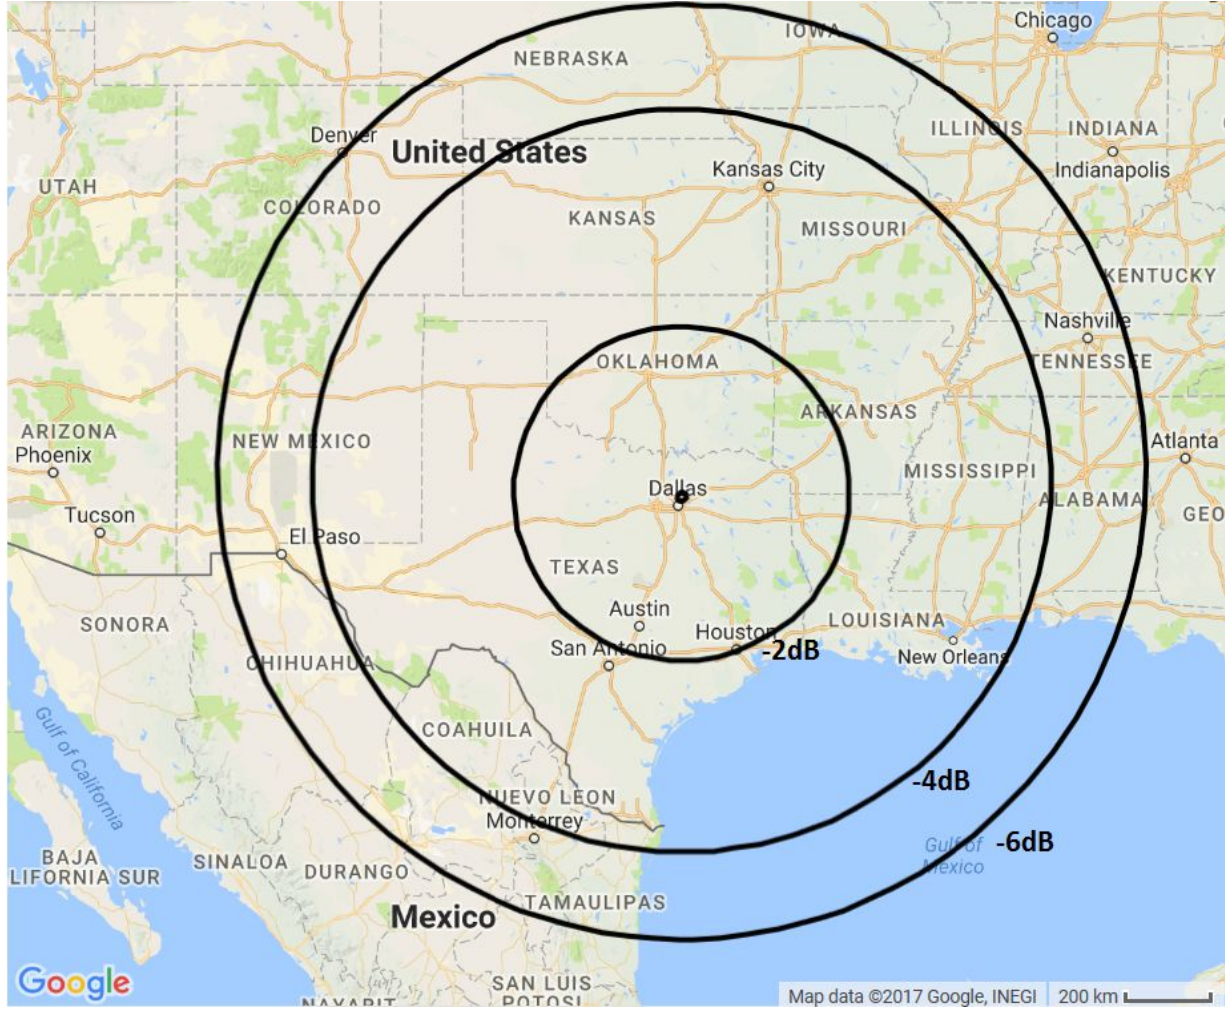 Chicago
IOWA
NEBRASKA
Denver
United States
ILLINOIS
INDIANA
Kansas City
Indianapolis
UTAH
COLORADO
KANSAS
MISSOURI
KENTUCKY
Nashville
OKLAHOMA
TENNESSEE
ARKANSAS
ARIZONA
NEW MEXICO
Phoenix
Atlanta
MISSISSIPPI
Dallas
ALABAMA
Tucson
GEO
El Paso
TEXAS
Austin
SONORA
LOUISIANA
Houston
San Antonio
-2dB
New Orleans
CHIHUAHUA
Gulf of California
COAHUILA
-4dB
NUEVO LEON
Monterrey
-6dB
Gulf of
Mexico
BAJA
LIFORNIA SUR
SINALOA
DURANGO
TAMAULIPAS
Mexico
Google
SAN LUIS
POTOSI
NAYARIT
Map data ©2017 Google, INEGI
200 km